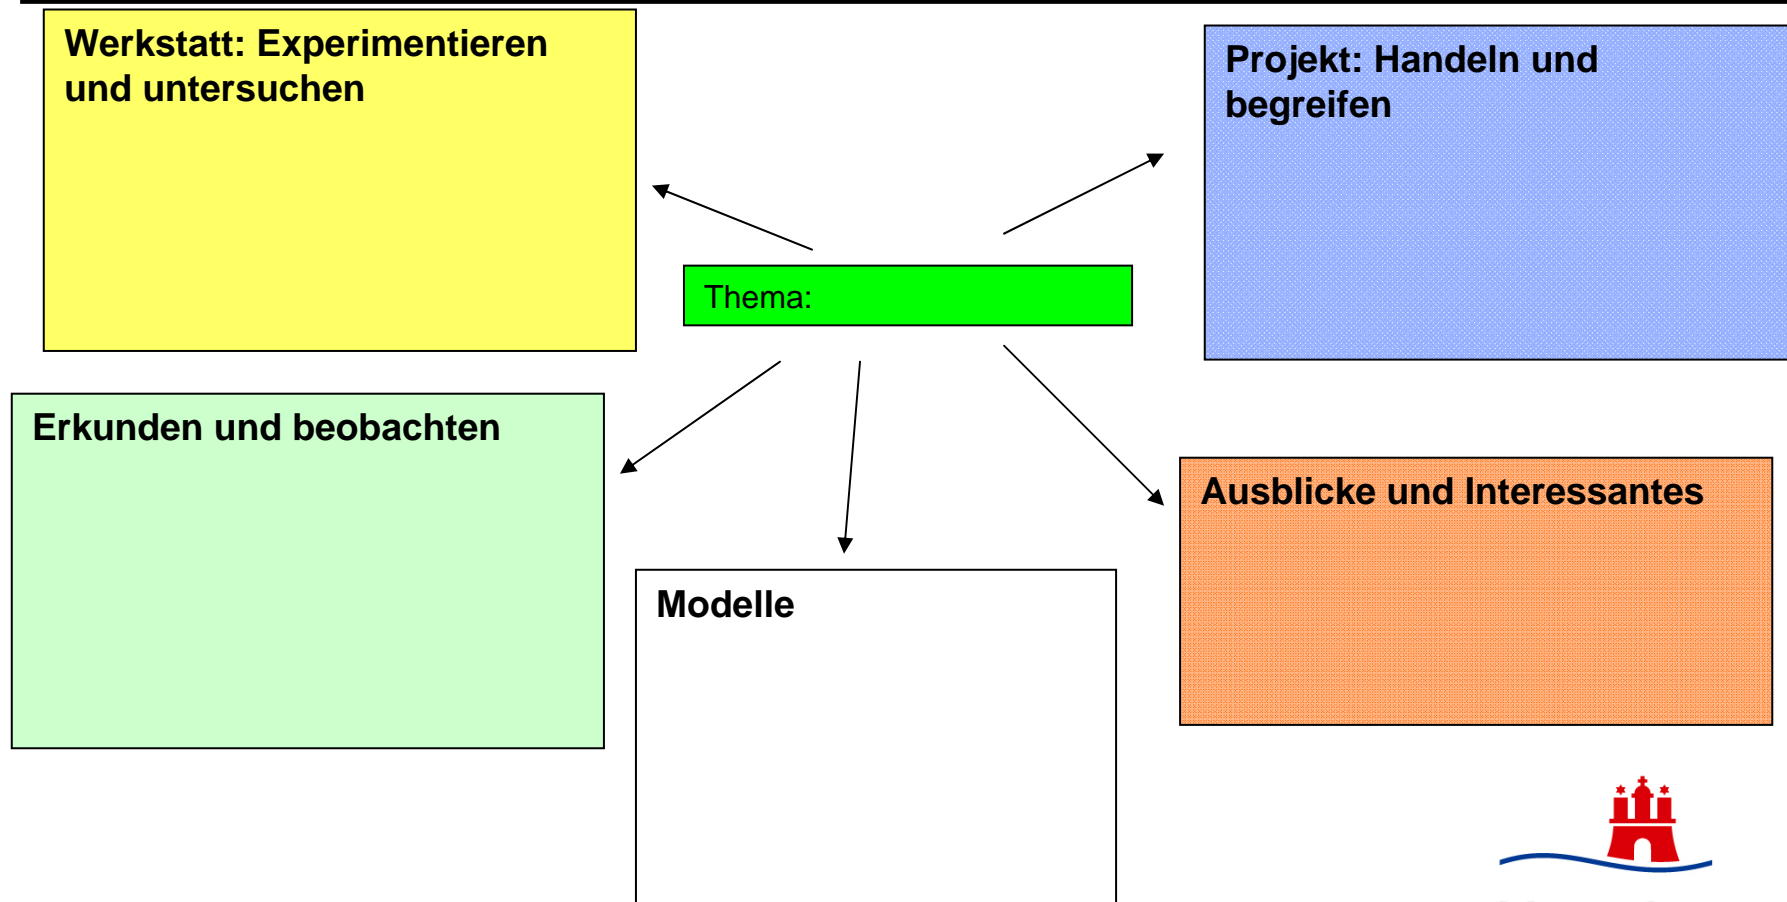 Werkstatt: Experimentieren
und untersuchen
Projekt: Handeln und
begreifen
Thema:
Erkunden und beobachten
Ausblicke und Interessantes
Modelle